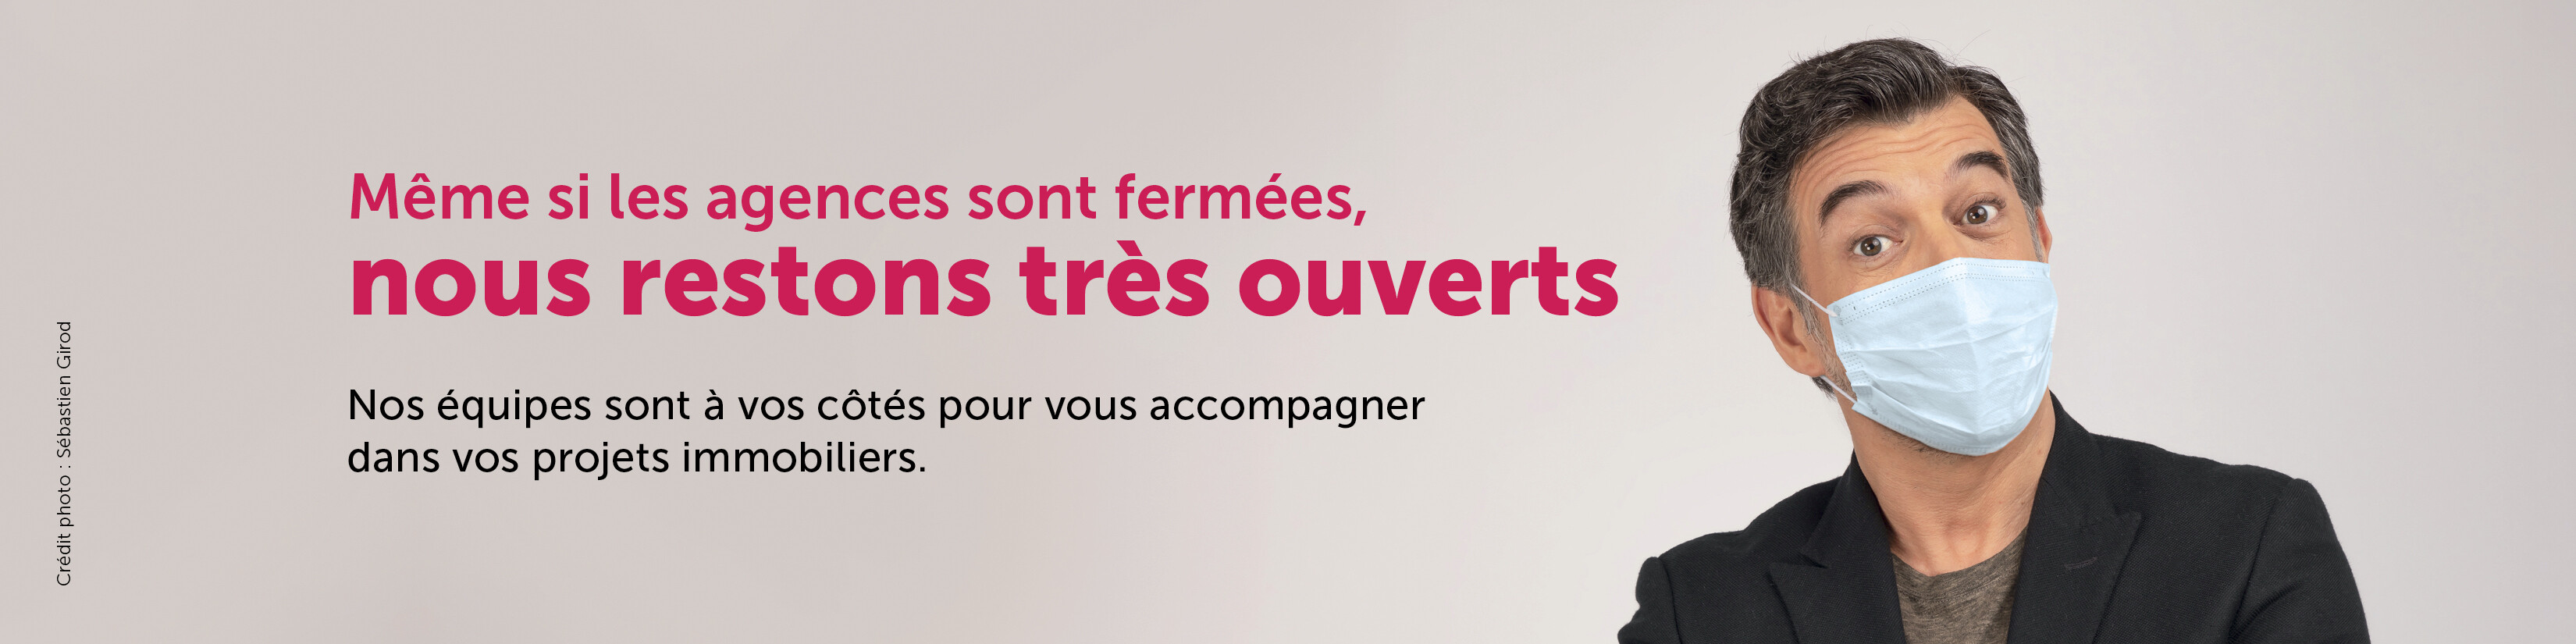 Même si les agences sont fermées,
nous restons très ouverts
Nos équipes sont à vos côtés pour vous accompagner
dans vos projets immobiliers.
Crédit photo : Sébastien Girod